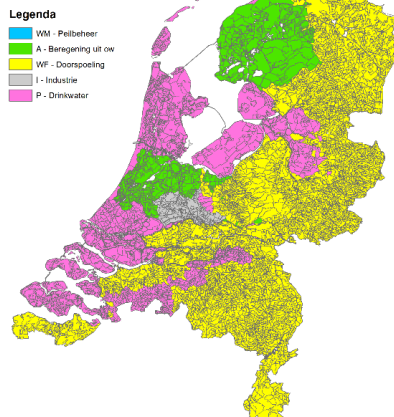 Legenda
WM - Peilbeheer
A - Beregening uit ow
WF - Doorspoeling
I - Industrie
P - Drinkwater